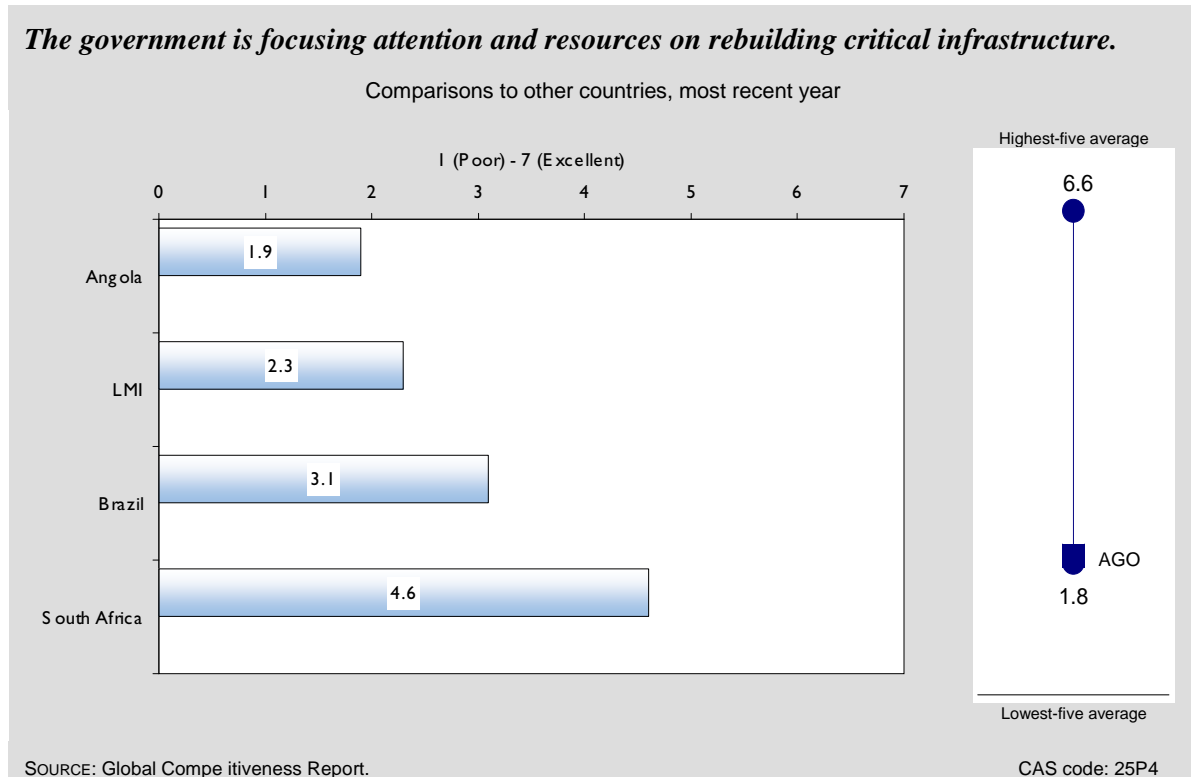 The government is focusing attention and resources on rebuilding critical infrastructure.
Comparisons to other countries, most recent year
1 (Poor) - 7 (Excellent)
0 1 2 3 4 5 6 7
Angola
1.9
LMI
2.3
Brazil
3.1
South Africa
4.6
Highest-five average
6.6
AGO
1.8
Lowest-five average
SOURCE: Global Compe itiveness Report.
CAS code: 25P4